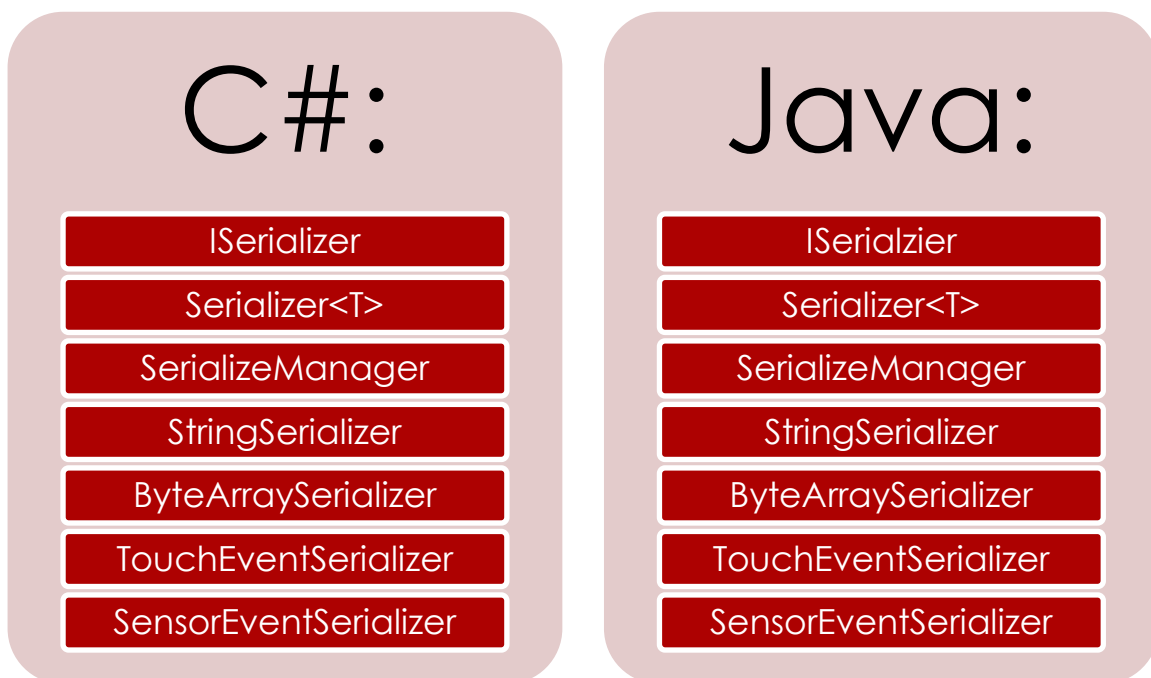 C#:
ISerializer
Serializer<T>
SerializeManager
StringSerializer
ByteArraySerializer
TouchEventSerializer
SensorEventSerializer
Java:
ISerialzier
Serializer<T>
SerializeManager
StringSerializer
ByteArraySerializer
TouchEventSerializer
SensorEventSerializer